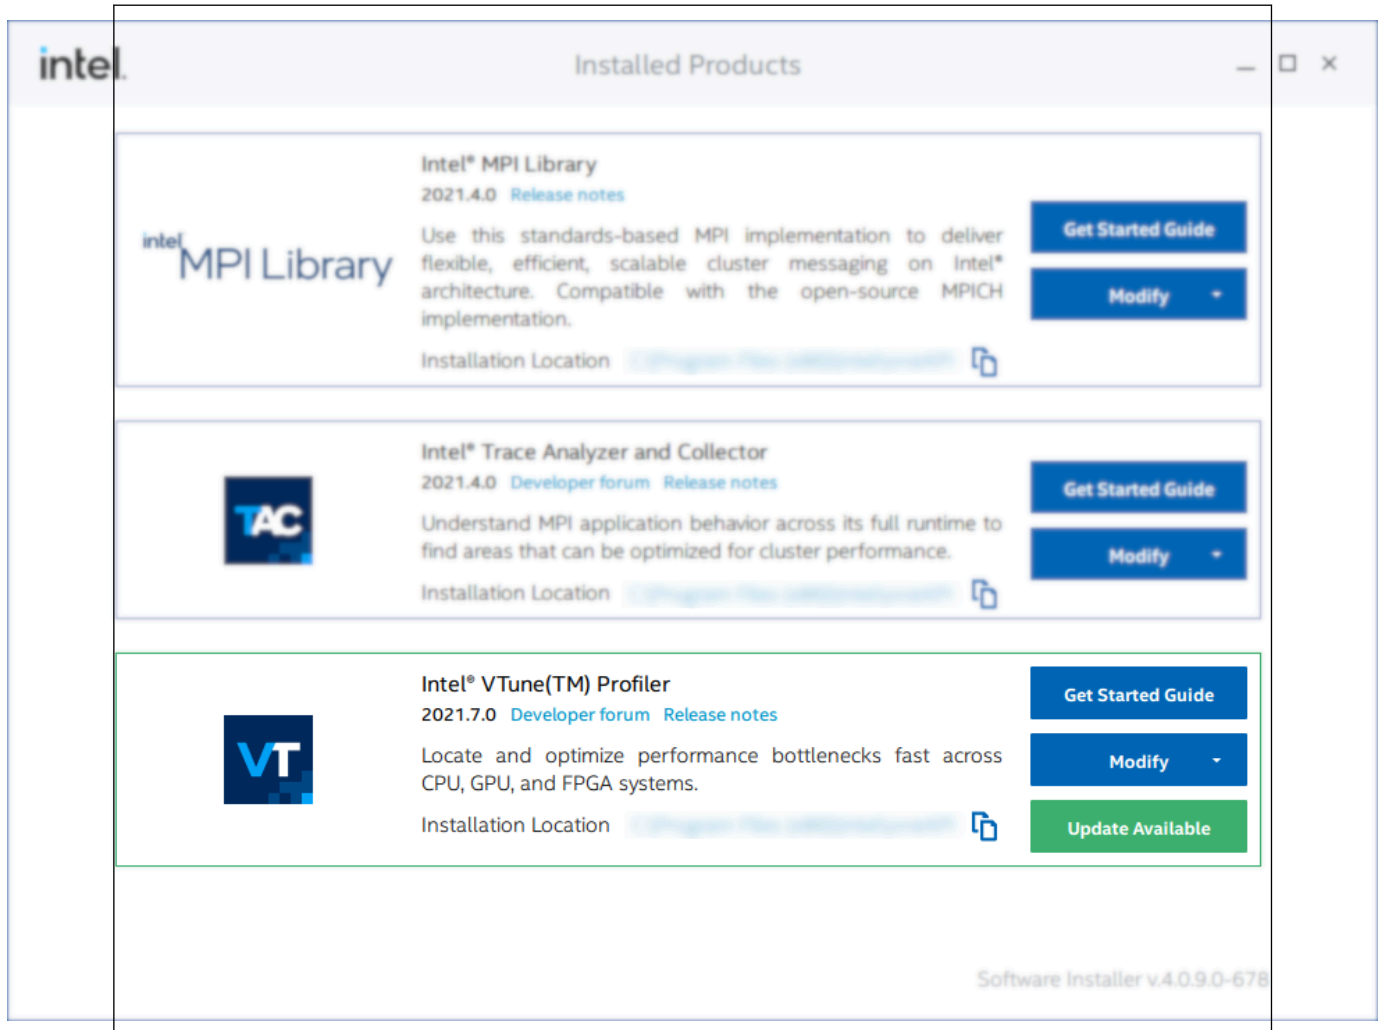 intel.
Installed Products
Intel® MPI Library
2021.4.0 Release notes
intel MPI Library
Use this standards-based MPI implementation to deliver
flexible, efficient, scalable cluster messaging on Intel®
architecture. Compatible with the open-source MPICH
implementation.
Installation Location
Get Started Guide
Modify
Intel® Trace Analyzer and Collector
2021.4.0 Developer forum Release notes
TAC
Understand MPI application behavior across its full runtime to
find areas that can be optimized for cluster performance.
Installation Location
Get Started Guide
Modify
Intel® VTune(TM) Profiler
2021.7.0 Developer forum Release notes
VT
Locate and optimize performance bottlenecks fast across
CPU, GPU, and FPGA systems.
Installation Location
Get Started Guide
Modify
Update Available
Software Installer v.4.0.9.0-678